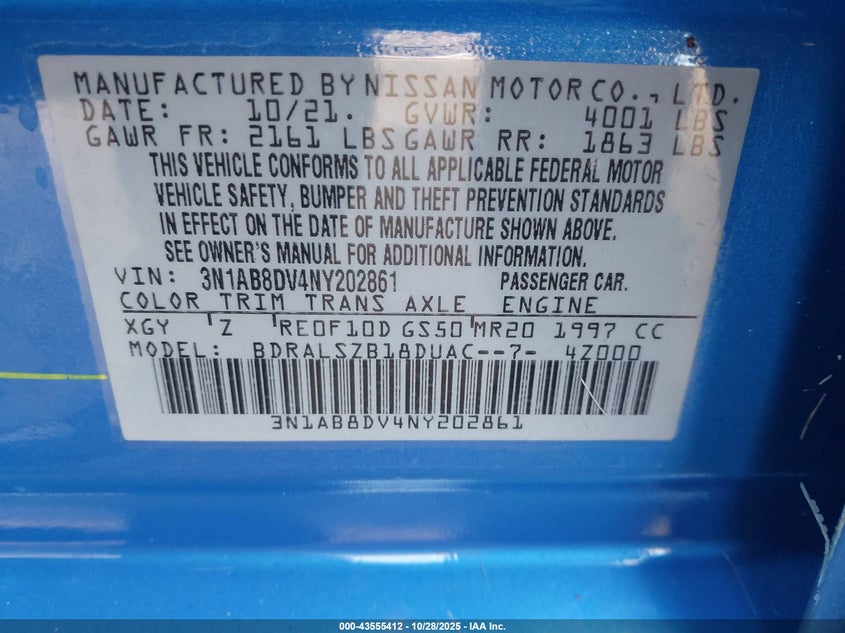 MANUFACTURED BY NISSAN MOTOR CO., LTD.
DATE: 10/21. GVWR: 4001 LBS
GAWR FR: 2161 LBS GAWR RR: 1863 LBS
THIS VEHICLE CONFORMS TO ALL APPLICABLE FEDERAL MOTOR
VEHICLE SAFETY, BUMPER AND THEFT PREVENTION STANDARDS
IN EFFECT ON THE DATE OF MANUFACTURE SHOWN ABOVE.
SEE OWNER'S MANUAL FOR ADDITIONAL INFORMATION.
VIN: 3N1AB8DV4NY202861 PASSENGER CAR.
COLOR TRIM TRANS AXLE ENGINE
XGY Z RE0F10D GS50 MR20 1997 CC
MODEL: BDRALSZB18DUAC--7- 4Z000
3N1AB8DV4NY202861
000-43555412 | 10/28/2025 - IAA Inc.